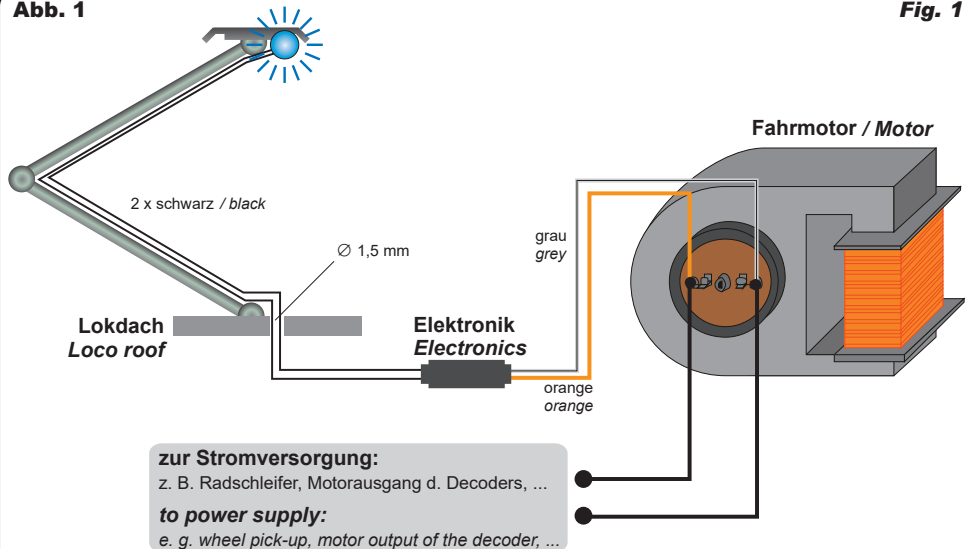 Abb. 1
Fig. 1
Fahrmotor / Motor
2 x schwarz / black
grau
grey
∅ 1,5 mm
Lokdach
Loco roof
Elektronik
Electronics
orange
orange
zur Stromversorgung:
z. B. Radschleifer, Motorausgang d. Decoders, ...
to power supply:
e. g. wheel pick-up, motor output of the decoder, ...